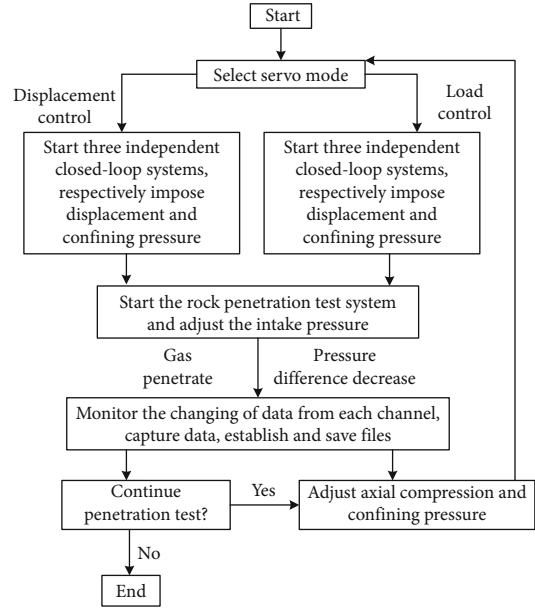 Start
Select servo mode
Displacement
control
Load
control
Start three independent
closed-loop systems,
respectively impose
displacement and
confining pressure
Start three independent
closed-loop systems,
respectively impose
displacement and
confining pressure
Start the rock penetration test system
and adjust the intake pressure
Gas
penetrate
Pressure
difference decrease
Monitor the changing of data from each channel,
capture data, establish and save files
Continue
penetration test?
Yes
Adjust axial compression and
confining pressure
No
End